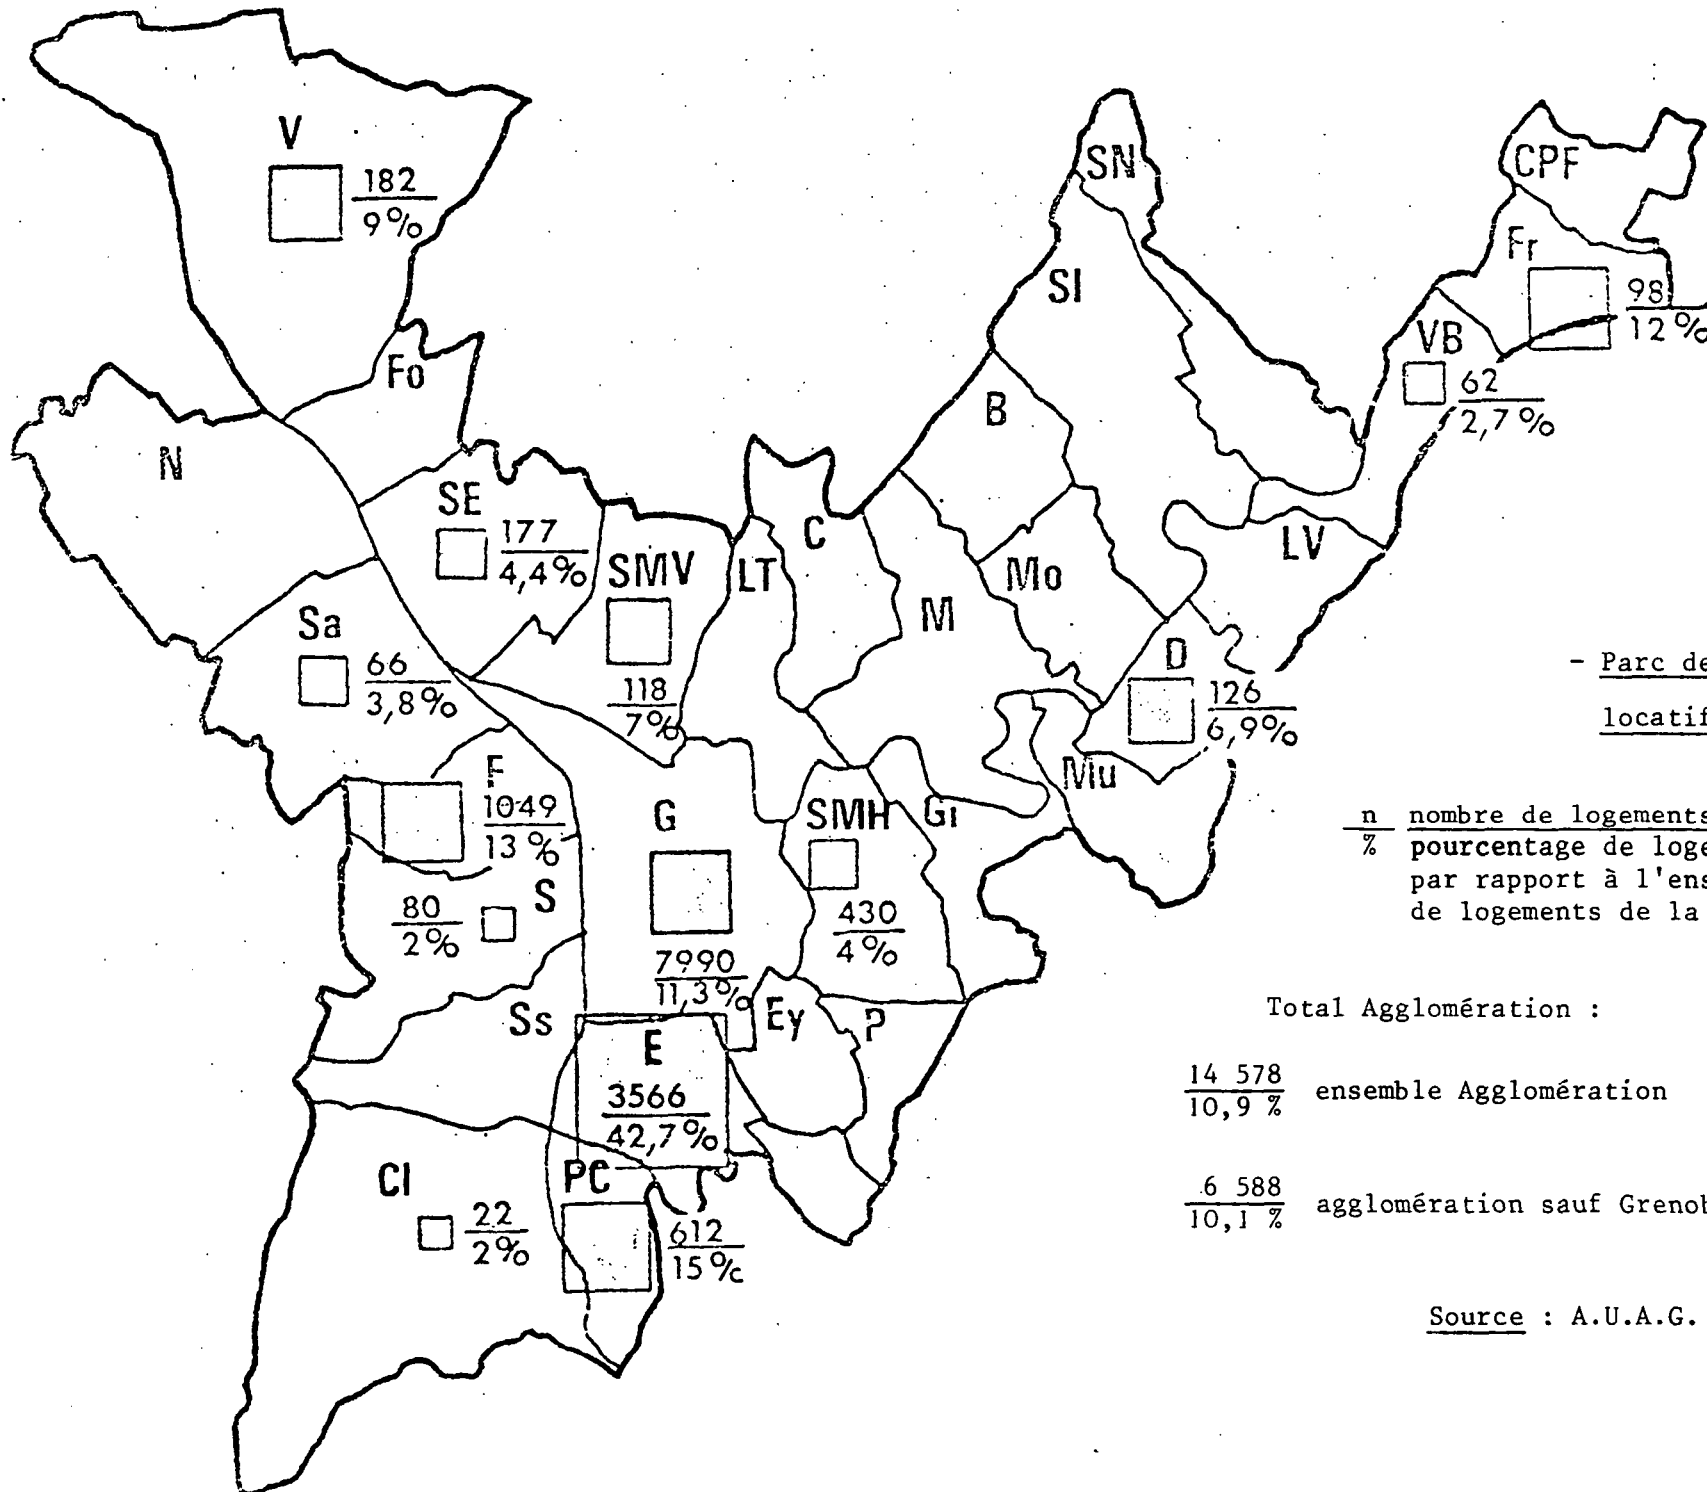 V
182
9%
SN
CPF
Fr
98
12%
SI
VB
62
2,7%
Fo
B
N
SE
177
4,4%
SMV
118
7%
LT
C
M
Mo
LV
Sa
66
3,8%
D
126
6,9%
- Parc de
locatif
F
1049
13%
G
7990
11,3%
SMH
430
4%
Gi
Mu
n nombre de logements
% pourcentage de loge
par rapport à l'ens
de logements de la
S
80
2%
Ss
E
3566
42,7%
Ey
P
Total Agglomération :
14 578
10,9 % ensemble Agglomération
Cl
22
2%
PC
612
15%
6 588
10,1 % agglomération sauf Grenob
Source : A.U.A.G.